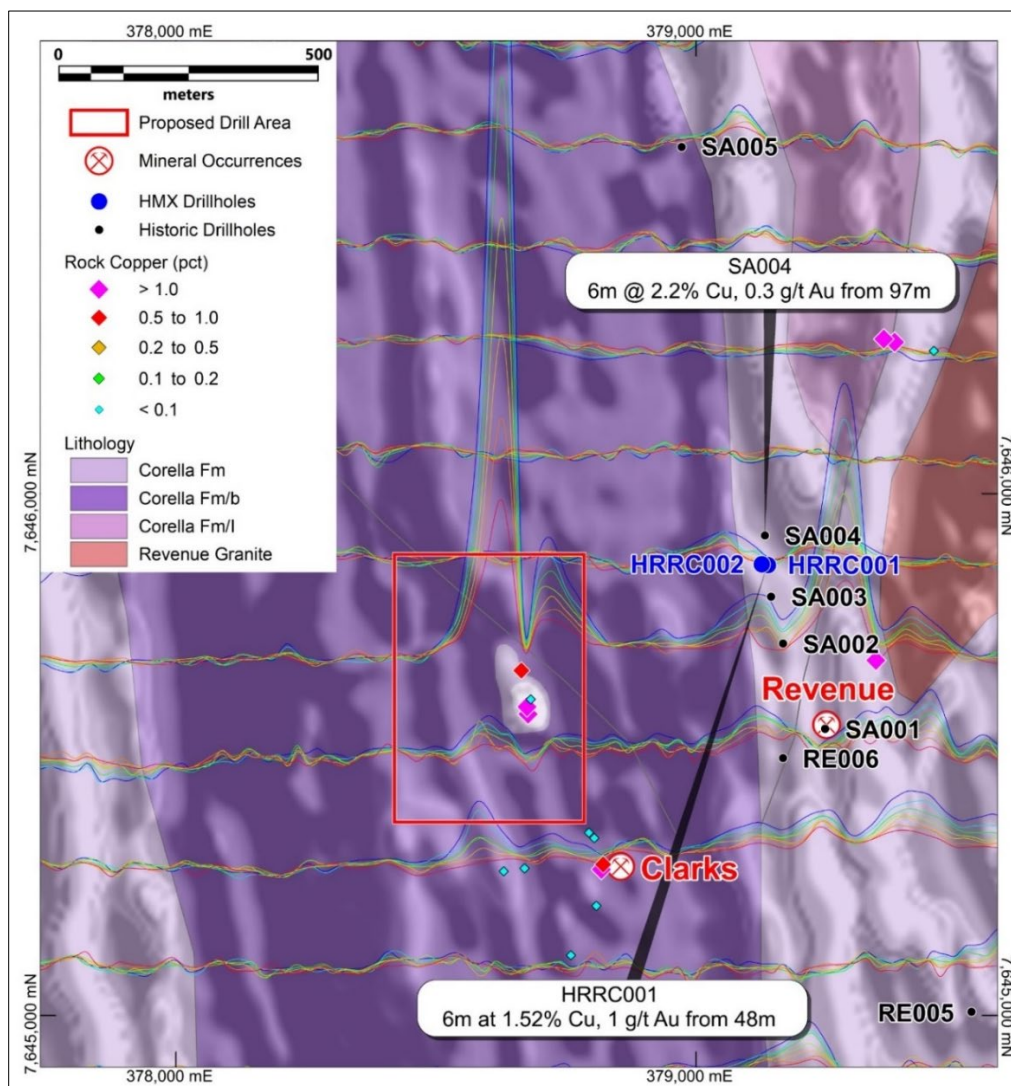 378,000 mE
379,000 mE
0
500
meters
Proposed Drill Area
Mineral Occurrences
HMX Drillholes
Historic Drillholes
Rock Copper (pct)
> 1.0
0.5 to 1.0
0.2 to 0.5
0.1 to 0.2
< 0.1
Lithology
Corella Fm
Corella Fm/b
Corella Fm/l
Revenue Granite
SA005
SA004
6m @ 2.2% Cu, 0.3 g/t Au from 97m
7,646,000 mN
7,646,000 mN
SA004
HRRC002
HRRC001
SA003
SA002
Revenue
SA001
RE006
Clarks
HRRC001
6m at 1.52% Cu, 1 g/t Au from 48m
RE005
7,645,000 mN
7,645,000 mN
378,000 mE
379,000 mE